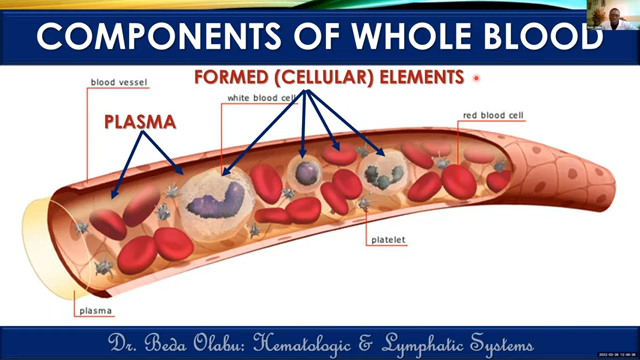 COMPONENTS OF WHOLE BLOOD
FORMED (CELLULAR) ELEMENTS
blood vessel
white blood cell
PLASMA
red blood cell
platelet
plasma
Dr. Beda Olabu: Hematologic & Lymphatic Systems